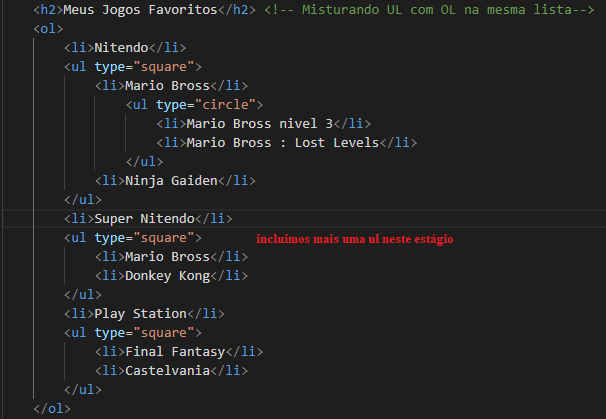 <h2>Meus Jogos Favoritos</h2> <!-- Misturando UL com OL na mesma lista-->
<ol>
<li>Nitendo</li>
<ul type="square">
<li>Mario Bross</li>
<ul type="circle">
<li>Mario Bross nivel 3</li>
<li>Mario Bross : Lost Levels</li>
</ul>
<li>Ninja Gaiden</li>
</ul>
<li>Super Nitendo</li>
<ul type="square"> incluimos mais uma ul neste estágio
<li>Mario Bross</li>
<li>Donkey Kong</li>
</ul>
<li>Play Station</li>
<ul type="square">
<li>Final Fantasy</li>
<li>Castelvania</li>
</ul>
</ol>